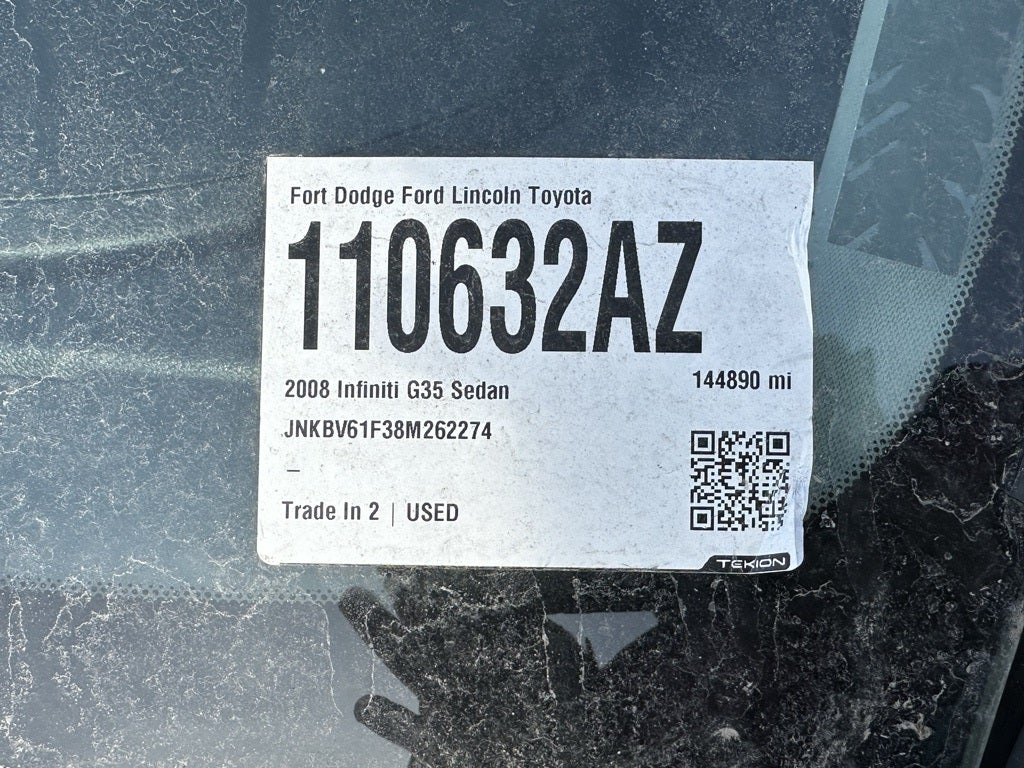 Fort Dodge Ford Lincoln Toyota
110632AZ
2008 Infiniti G35 Sedan
144890 mi
JNKBV61F38M262274
–
Trade In 2 | USED
TEKION